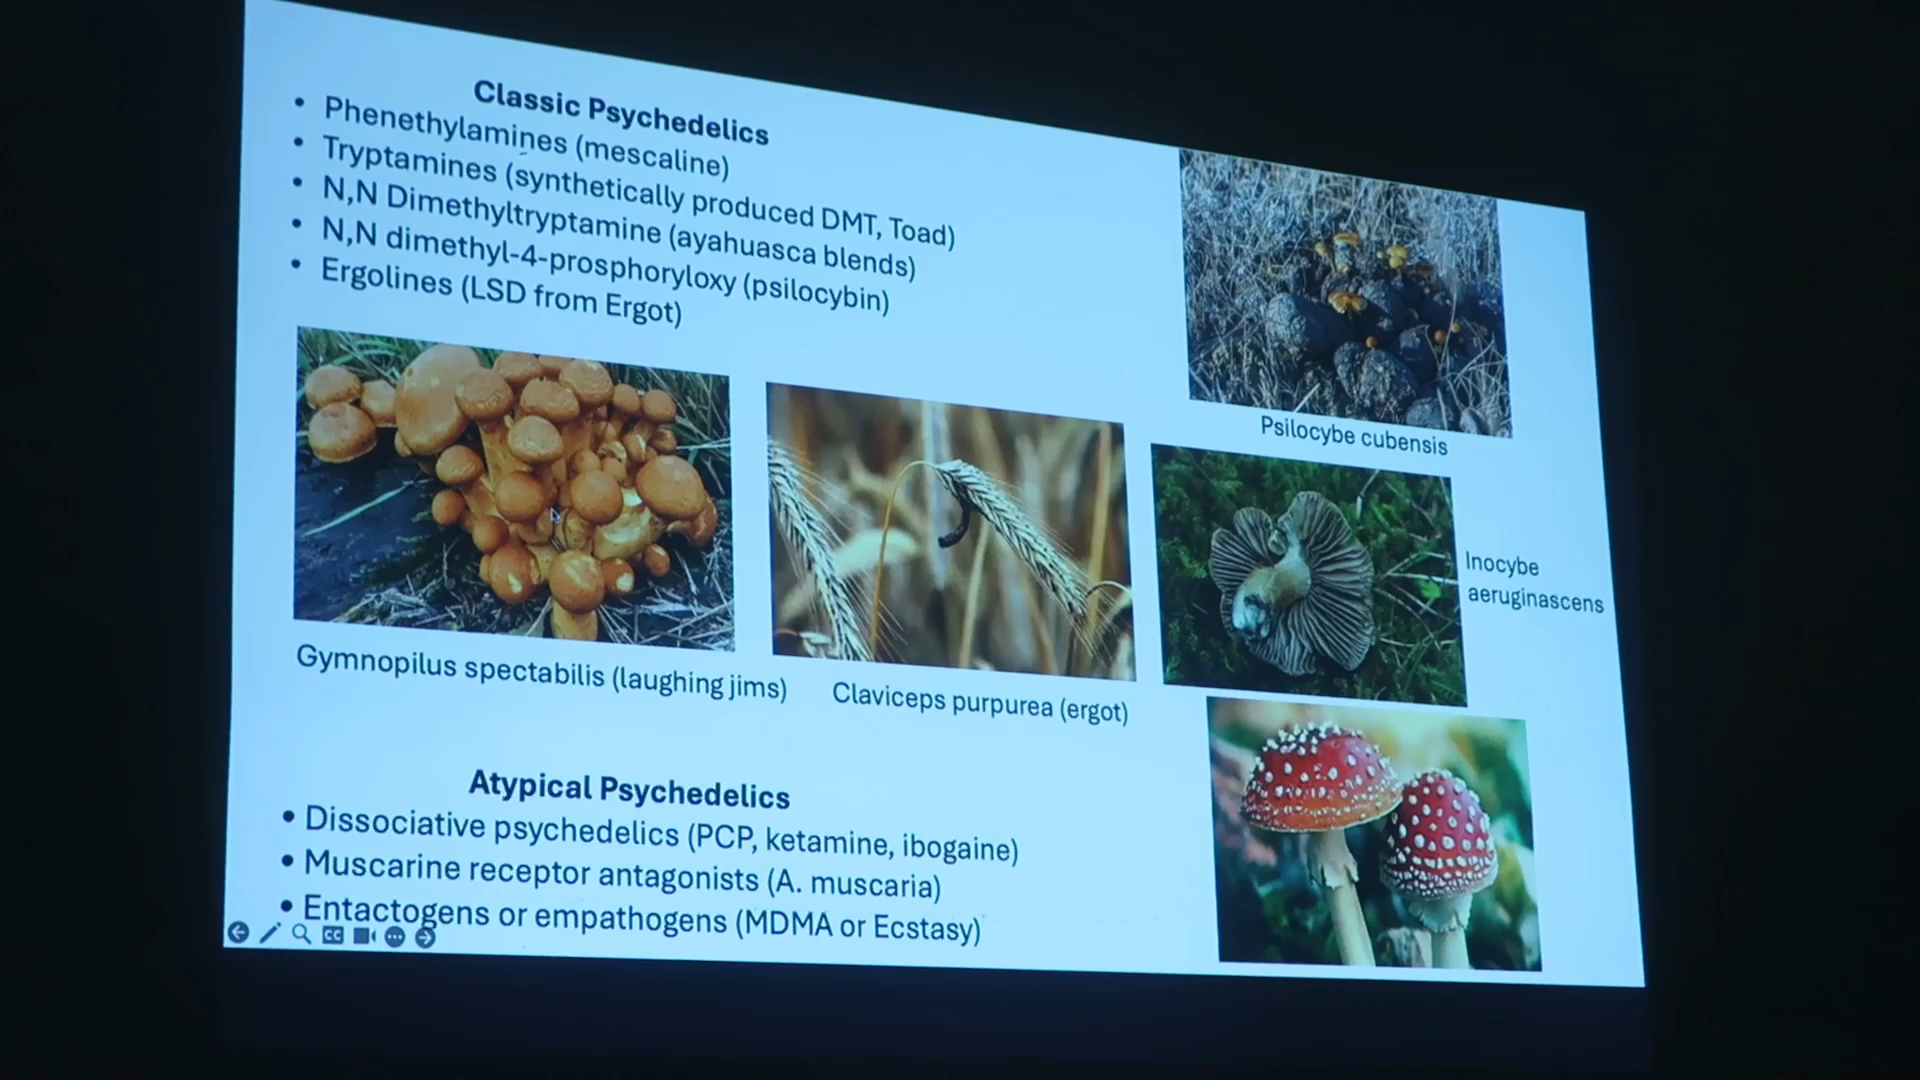 Classic Psychedelics
• Phenethylamines (mescaline)
• Tryptamines (synthetically produced DMT, Toad)
• N,N Dimethyltryptamine (ayahuasca blends)
• N,N dimethyl-4-prosphoryloxy (psilocybin)
• Ergolines (LSD from Ergot)
Psilocybe cubensis
Inocybe
aeruginascens
Gymnopilus spectabilis (laughing jims)
Claviceps purpurea (ergot)
Atypical Psychedelics
• Dissociative psychedelics (PCP, ketamine, ibogaine)
• Muscarine receptor antagonists (A. muscaria)
• Entactogens or empathogens (MDMA or Ecstasy)
CC